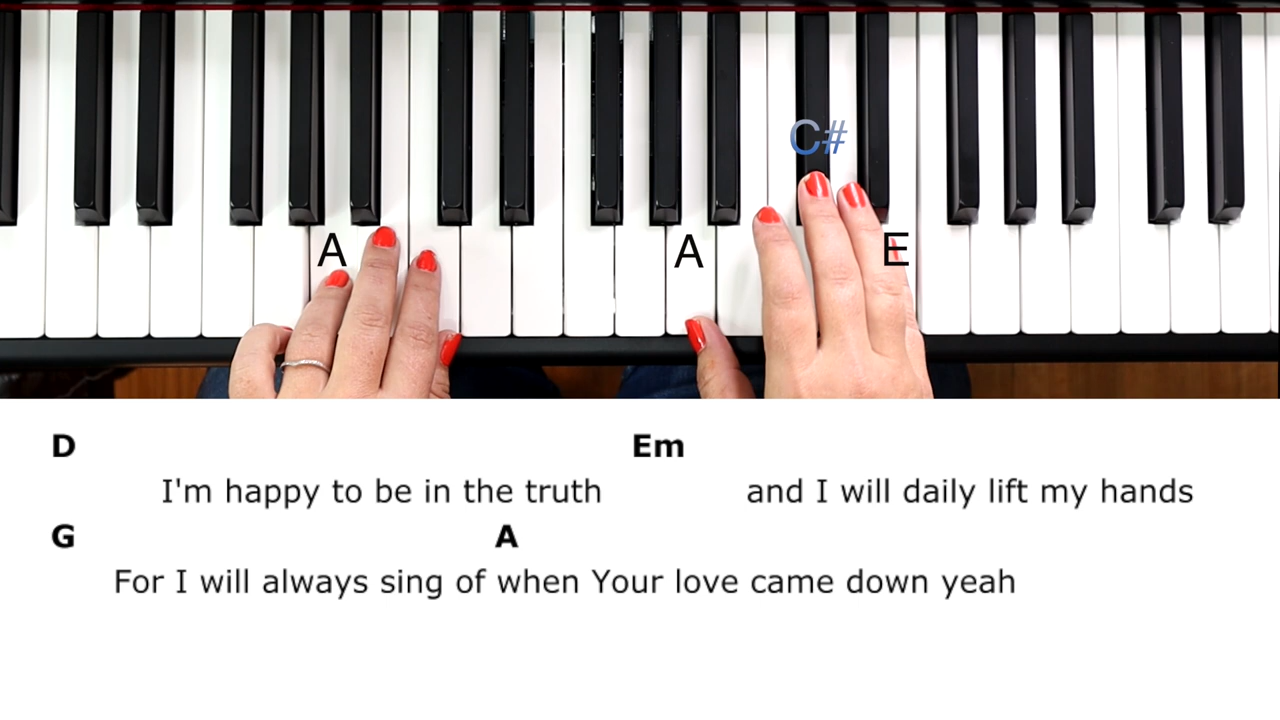 C#
A A E
D Em
I'm happy to be in the truth and I will daily lift my hands
G A
For I will always sing of when Your love came down yeah